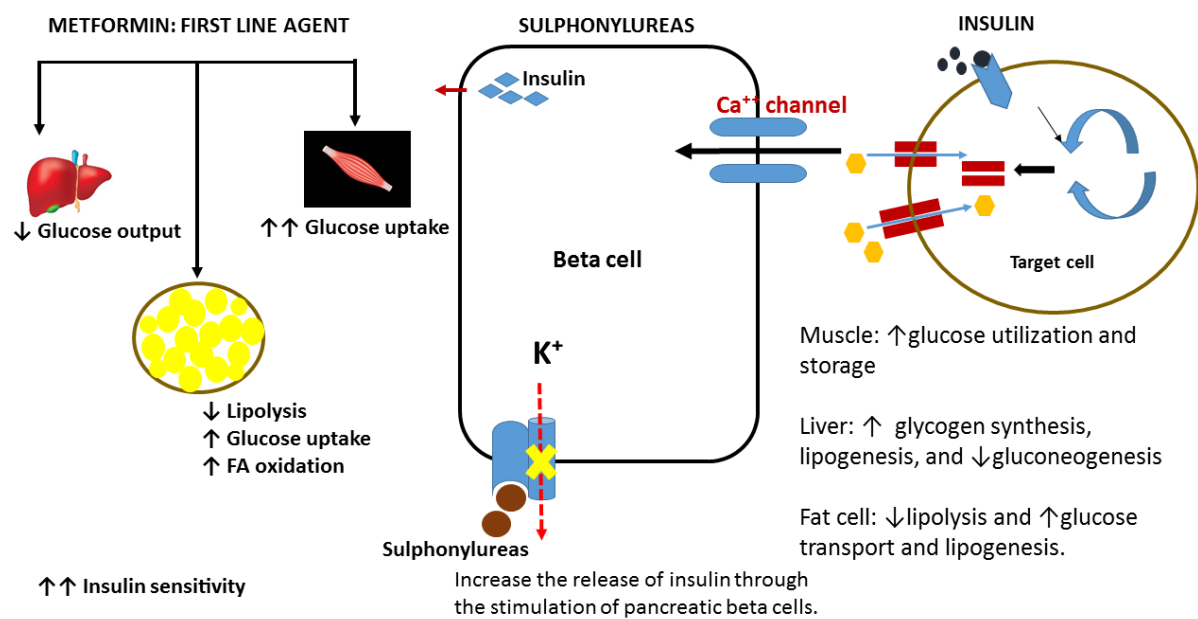 METFORMIN: FIRST LINE AGENT
↓ Glucose output
↑↑ Glucose uptake
↓ Lipolysis
↑ Glucose uptake
↑ FA oxidation
↑↑ Insulin sensitivity
SULPHONYLUREAS
Insulin
Ca⁺⁺ channel
Beta cell
K⁺
Sulphonylureas
Increase the release of insulin through
the stimulation of pancreatic beta cells.
INSULIN
Target cell
Muscle: ↑glucose utilization and
storage
Liver: ↑ glycogen synthesis,
lipogenesis, and ↓gluconeogenesis
Fat cell: ↓lipolysis and ↑glucose
transport and lipogenesis.